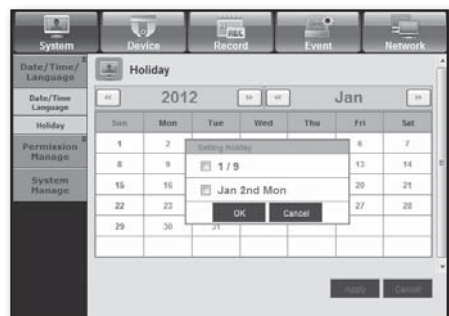 System Device Record Event Network
REC
Date/Time/
Language
Holiday
Date/Time
Language
<< 2012 >> << Jan >>
Holiday
Sun Mon Tue Wed Thu Fri Sat
Permission
Manage
System
Manage
1 2 6 7
Setting Holiday
8 9 13 14
1 / 9
15 16 20 21
Jan 2nd Mon
22 23 27 28
OK Cancel
29 30 31
Apply Cancel